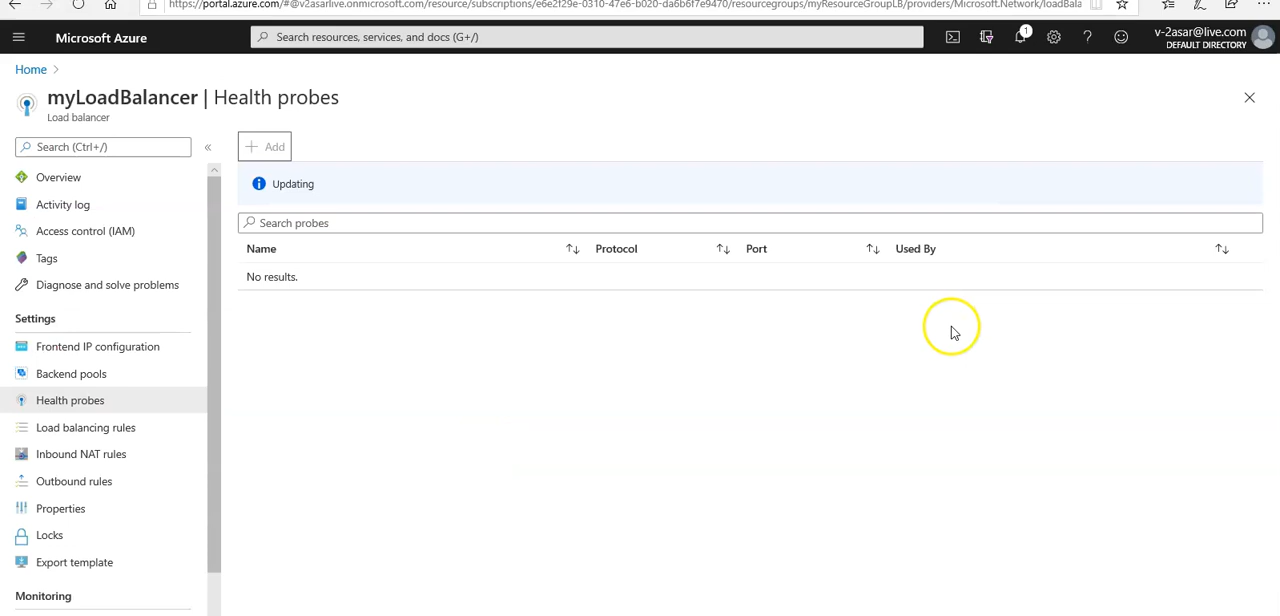 https://portal.azure.com/#@v2asarlive.onmicrosoft.com/resource/subscriptions/e6e2f29e-0310-47e6-b020-da6b6f7e9470/resourcegroups/myResourceGroupLB/providers/Microsoft.Network/loadBala
Microsoft Azure
Search resources, services, and docs (G+/)
1
v-2asar@live.com
DEFAULT DIRECTORY
Home
myLoadBalancer | Health probes
Load balancer
Search (Ctrl+/)
«
Add
Overview
Updating
Activity log
Search probes
Access control (IAM)
Name
Protocol
Port
Used By
Tags
No results.
Diagnose and solve problems
Settings
Frontend IP configuration
Backend pools
Health probes
Load balancing rules
Inbound NAT rules
Outbound rules
Properties
Locks
Export template
Monitoring